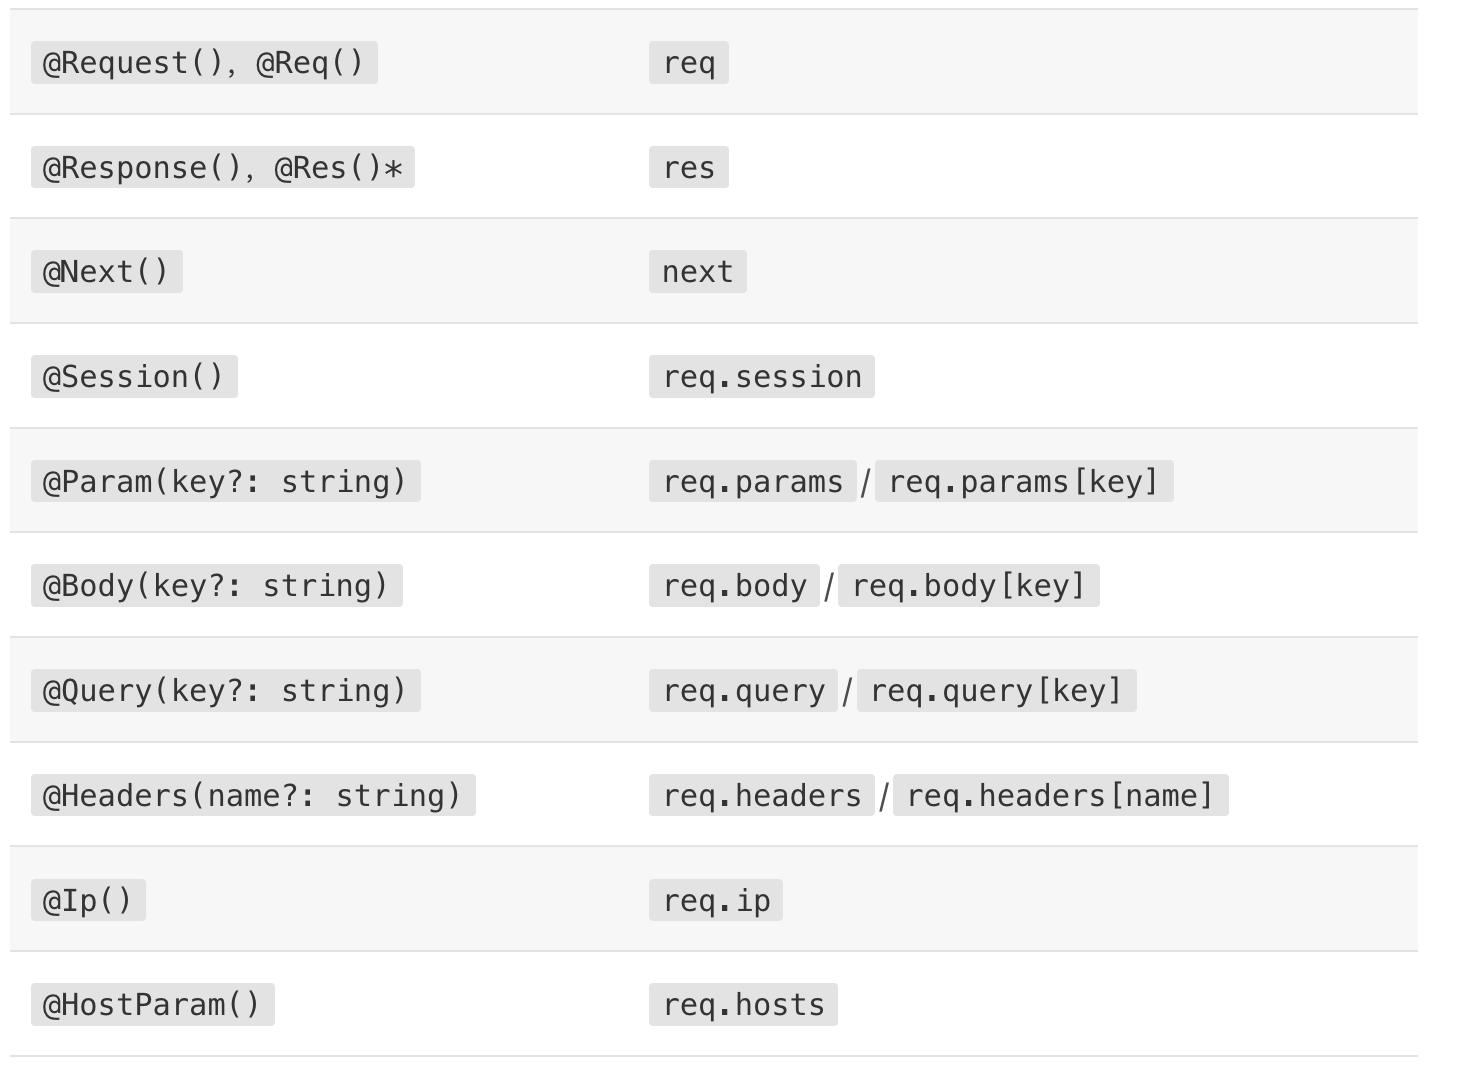 @Request(), @Req() req
@Response(), @Res()* res
@Next() next
@Session() req.session
@Param(key?: string) req.params / req.params[key]
@Body(key?: string) req.body / req.body[key]
@Query(key?: string) req.query / req.query[key]
@Headers(name?: string) req.headers / req.headers[name]
@Ip() req.ip
@HostParam() req.hosts